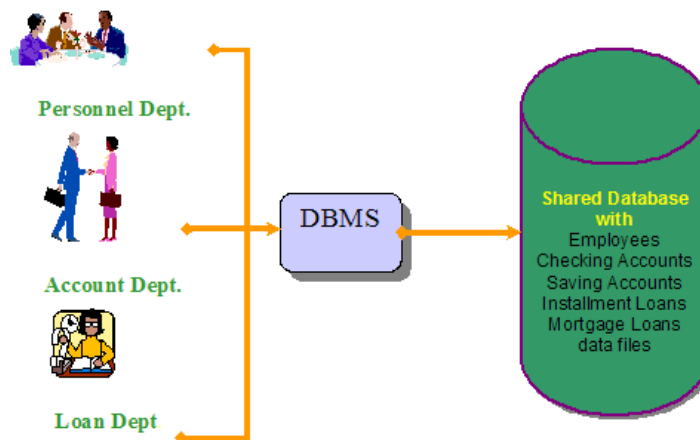 Personnel Dept.
Account Dept.
Loan Dept
DBMS
Shared Database
with
Employees
Checking Accounts
Saving Accounts
Installment Loans
Mortgage Loans
data files